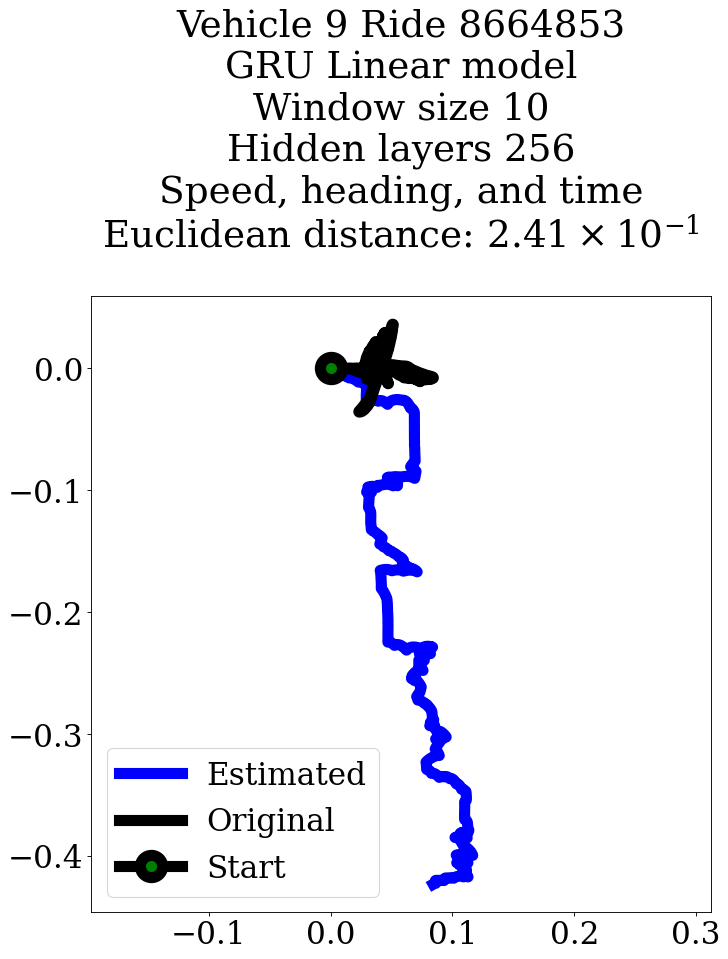 Vehicle 9 Ride 8664853
GRU Linear model
Window size 10
Hidden layers 256
Speed, heading, and time
Euclidean distance: 2.41 × 10⁻¹
0.0
−0.1
−0.2
−0.3
−0.4
Estimated
Original
Start
−0.1 0.0 0.1 0.2 0.3